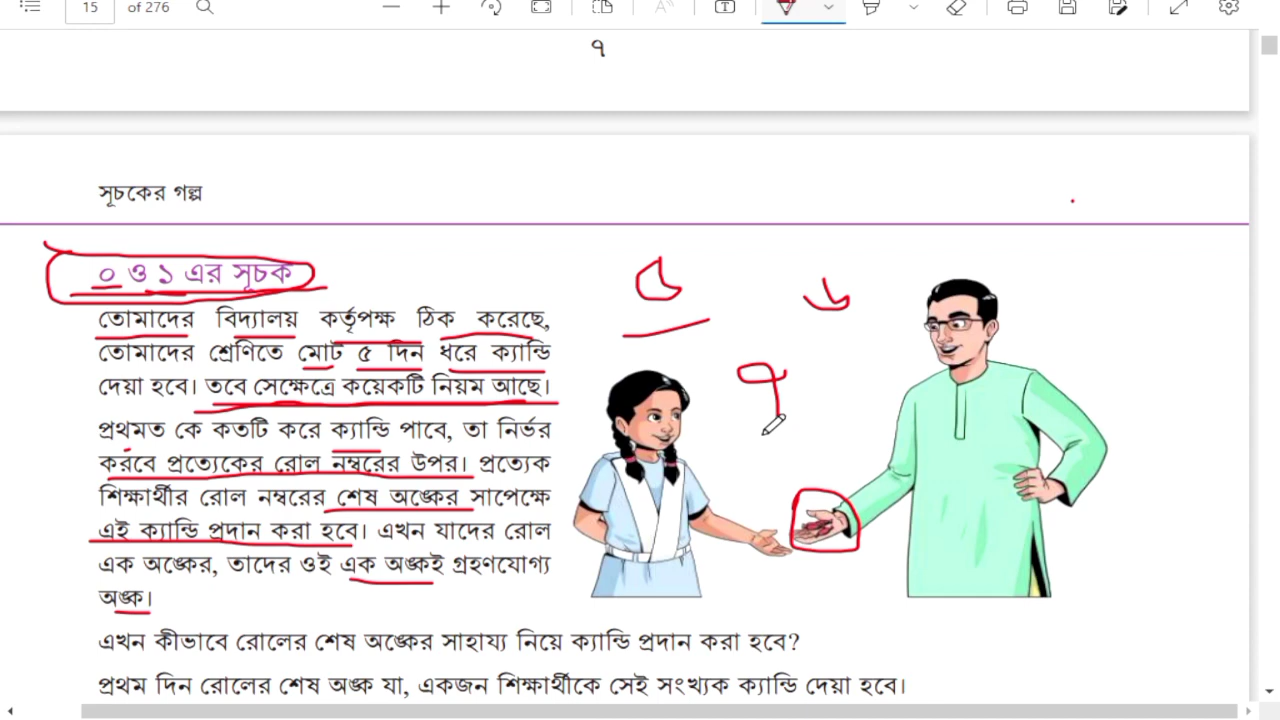 15 of 276
৭
সূচকের গল্প
০ ও ১ এর সূচক
তোমাদের বিদ্যালয় কর্তৃপক্ষ ঠিক করেছে,
তোমাদের শ্রেণিতে মোট ৫ দিন ধরে ক্যান্ডি
দেয়া হবে। তবে সেক্ষেত্রে কয়েকটি নিয়ম আছে।
প্রথমত কে কতটি করে ক্যান্ডি পাবে, তা নির্ভর
করবে প্রত্যেকের রোল নম্বরের উপর। প্রত্যেক
শিক্ষার্থীর রোল নম্বরের শেষ অঙ্কের সাপেক্ষে
এই ক্যান্ডি প্রদান করা হবে। এখন যাদের রোল
এক অঙ্কের, তাদের ওই এক অঙ্কই গ্রহণযোগ্য
অঙ্ক।
৫
৬
৭
এখন কীভাবে রোলের শেষ অঙ্কের সাহায্য নিয়ে ক্যান্ডি প্রদান করা হবে?
প্রথম দিন রোলের শেষ অঙ্ক যা, একজন শিক্ষার্থীকে সেই সংখ্যক ক্যান্ডি দেয়া হবে।